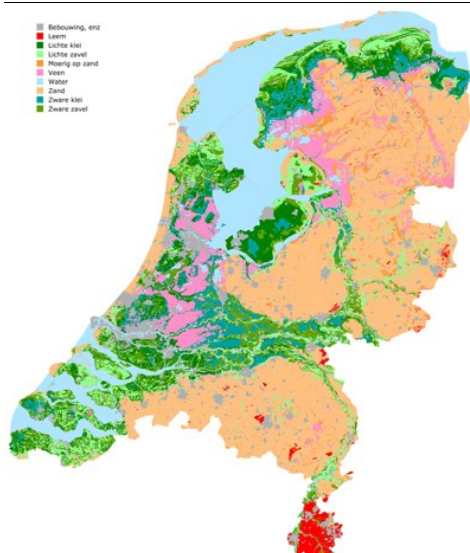 Bebouwing, enz
Leem
Lichte klei
Lichte zavel
Moerig op zand
Veen
Water
Zand
Zware klei
Zware zavel